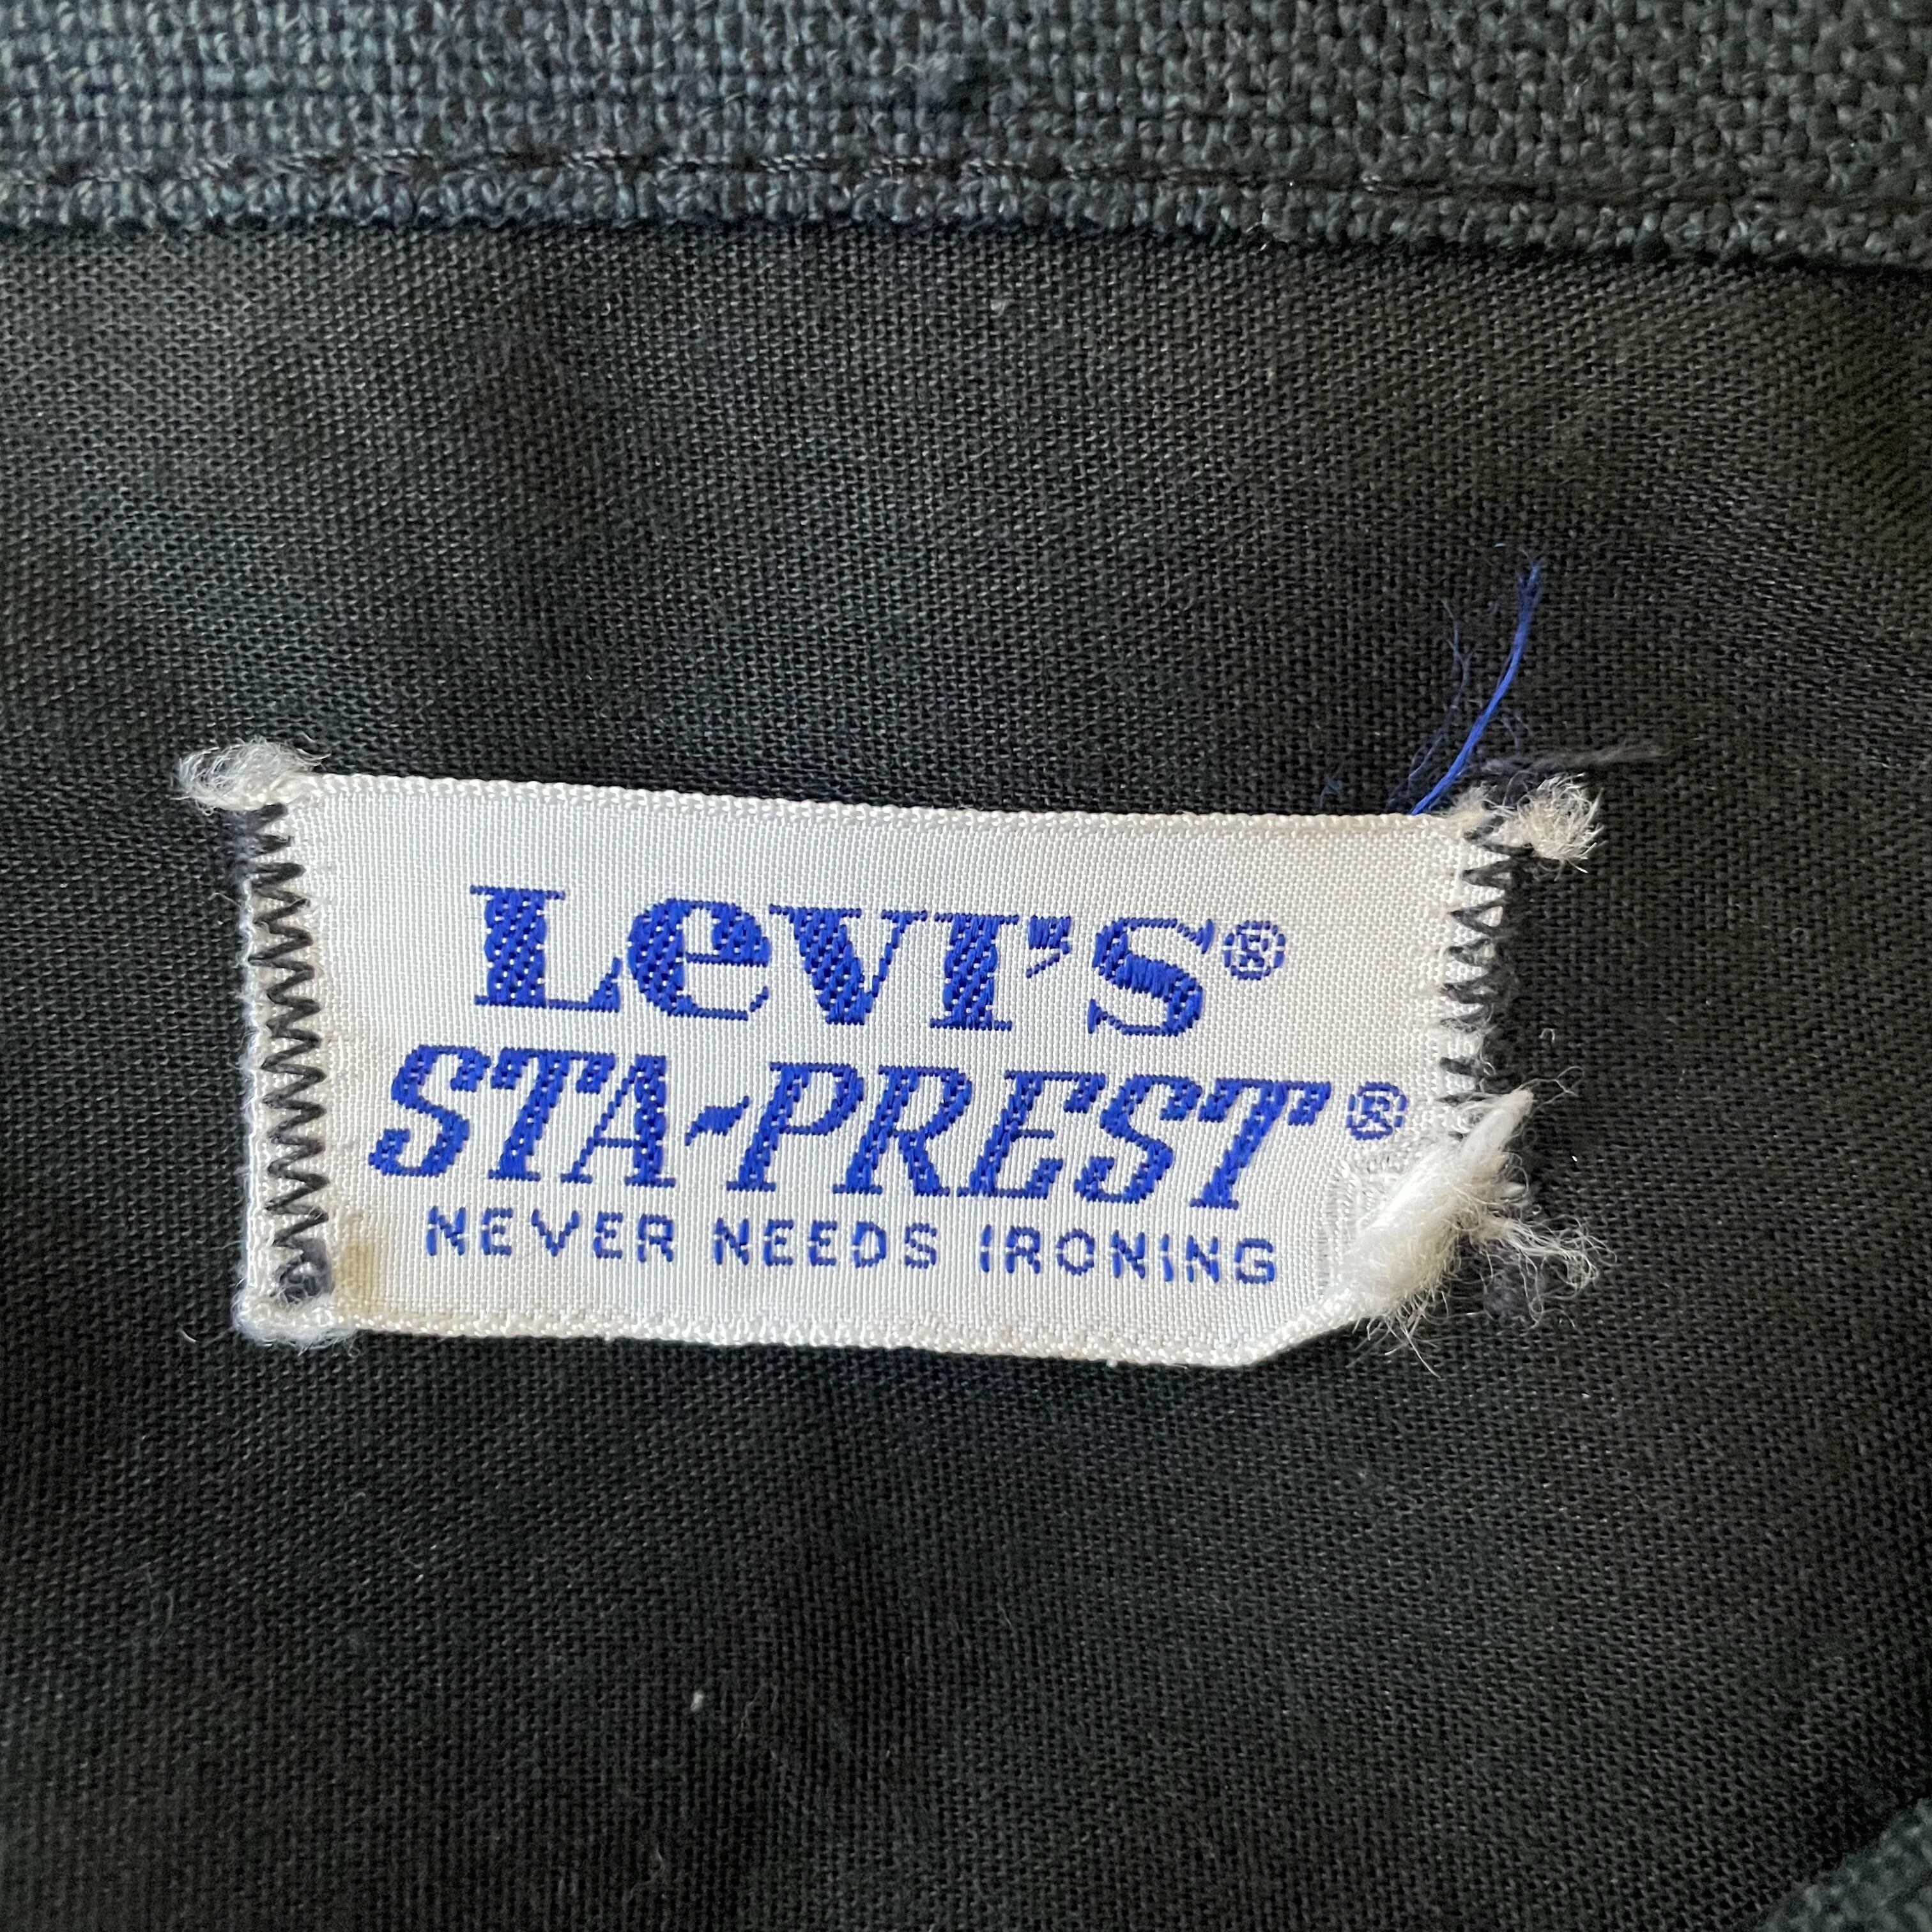 LeVI'S®
STA-PREST®
NEVER NEEDS IRONING